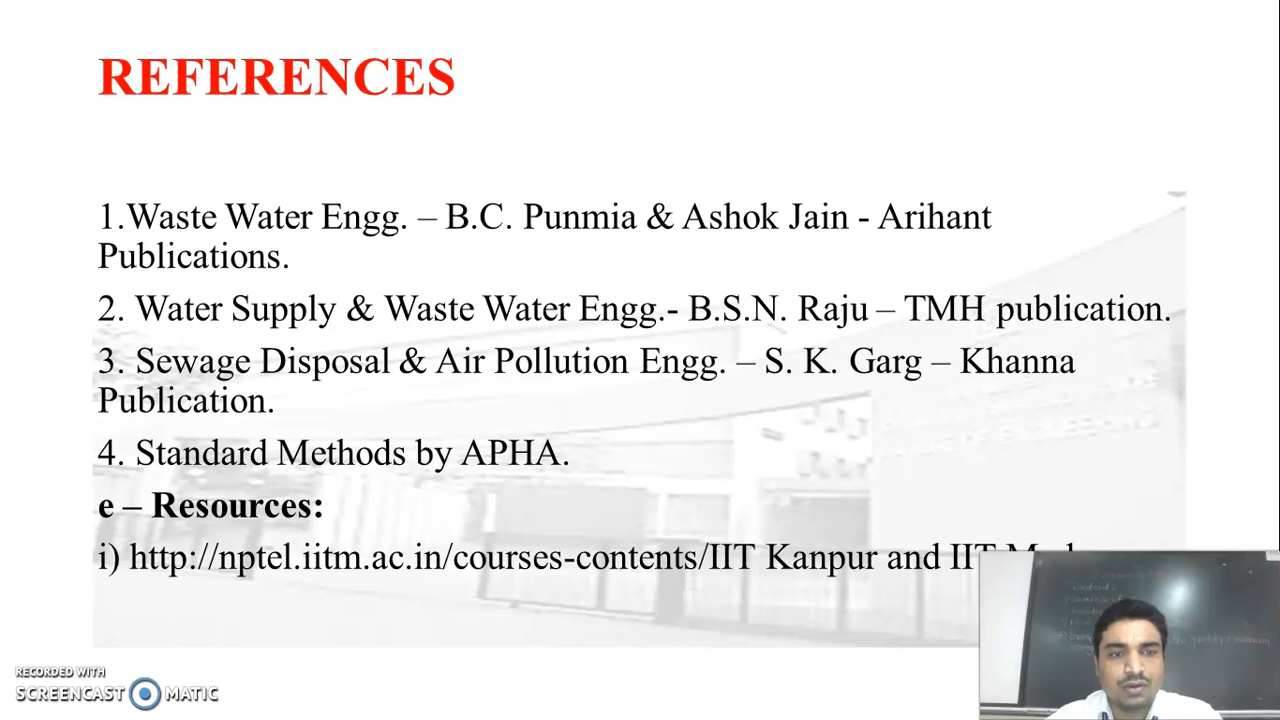 REFERENCES
1.Waste Water Engg. – B.C. Punmia & Ashok Jain - Arihant
Publications.
2. Water Supply & Waste Water Engg.- B.S.N. Raju – TMH publication.
3. Sewage Disposal & Air Pollution Engg. – S. K. Garg – Khanna
Publication.
4. Standard Methods by APHA.
e – Resources:
i) http://nptel.iitm.ac.in/courses-contents/IIT Kanpur and IIT
RECORDED WITH
SCREENCAST MATIC